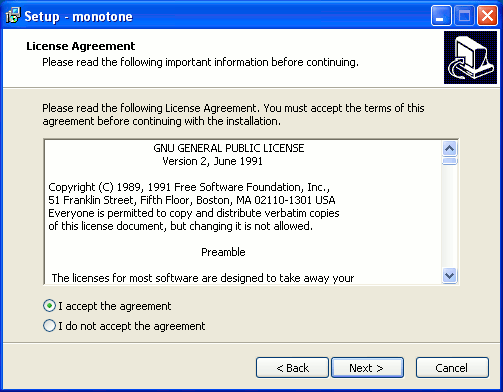 Setup - monotone
License Agreement
Please read the following important information before continuing.
Please read the following License Agreement. You must accept the terms of this
agreement before continuing with the installation.
GNU GENERAL PUBLIC LICENSE
Version 2, June 1991
Copyright (C) 1989, 1991 Free Software Foundation, Inc.,
51 Franklin Street, Fifth Floor, Boston, MA 02110-1301 USA
Everyone is permitted to copy and distribute verbatim copies
of this license document, but changing it is not allowed.
Preamble
The licenses for most software are designed to take away your
I accept the agreement
I do not accept the agreement
< Back
Next >
Cancel